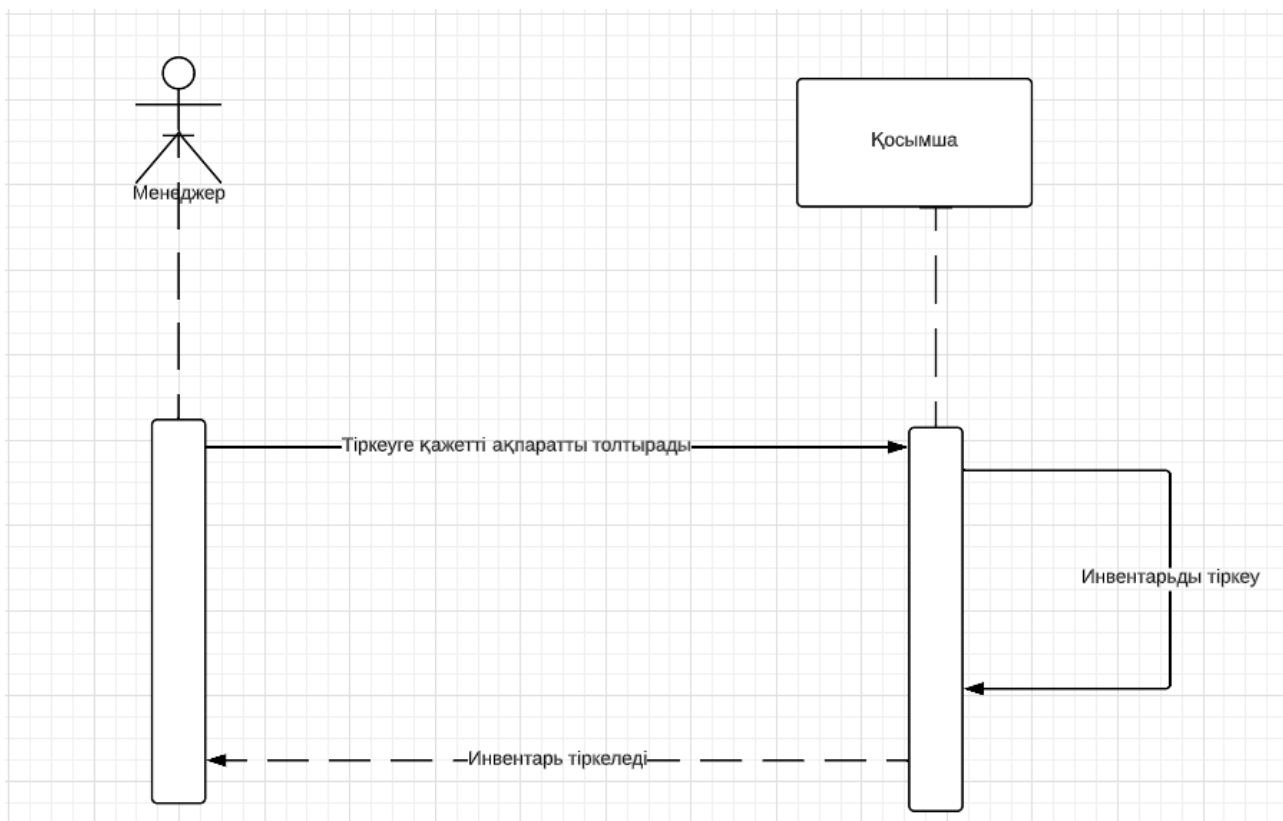 Менеджер
Қосымша
Тіркеуге қажетті ақпаратты толтырады
Инвентарьды тіркеу
Инвентарь тіркеледі